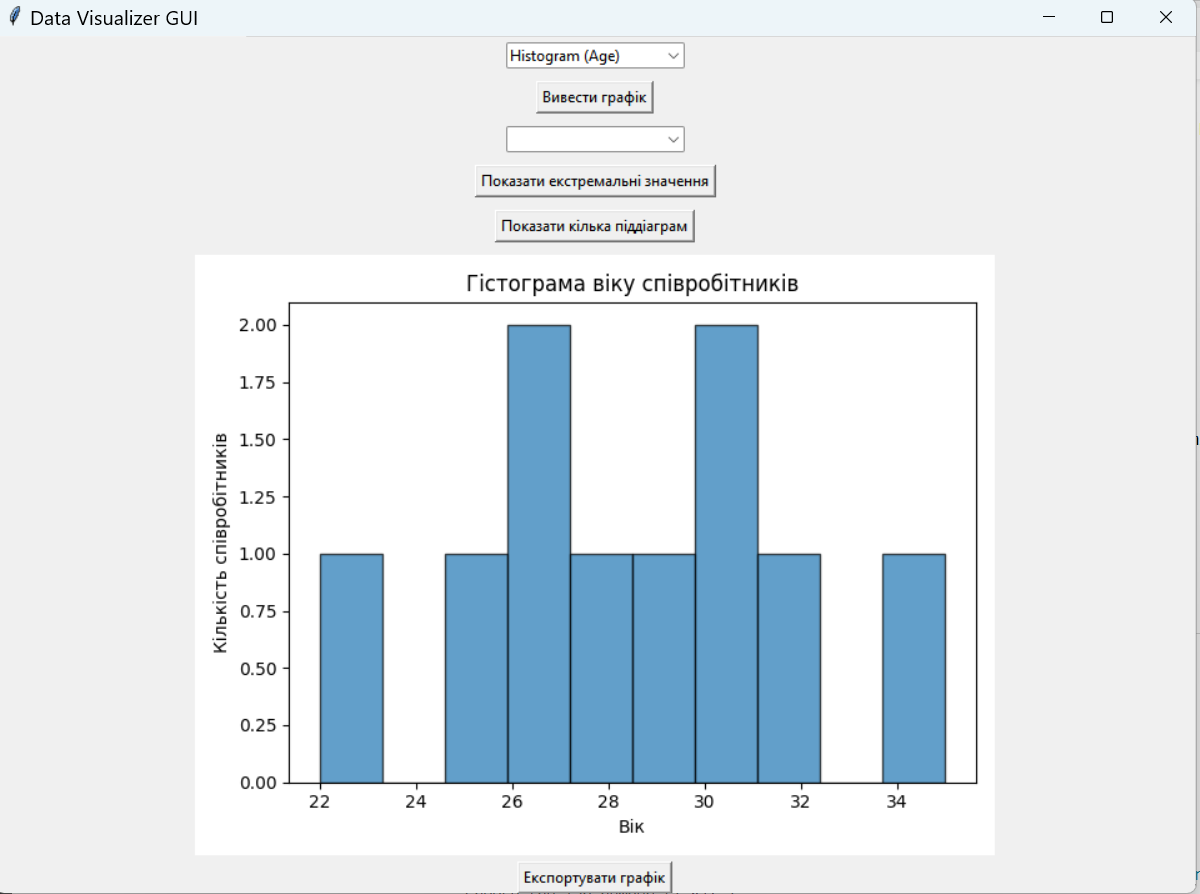 Data Visualizer GUI
Histogram (Age)
Вивести графік
Показати екстремальні значення
Показати кілька піддіаграм
Гістограма віку співробітників
2.00
1.75
1.50
1.25
1.00
0.75
0.50
0.25
0.00
Кількість співробітників
22 24 26 28 30 32 34
Вік
Експортувати графік